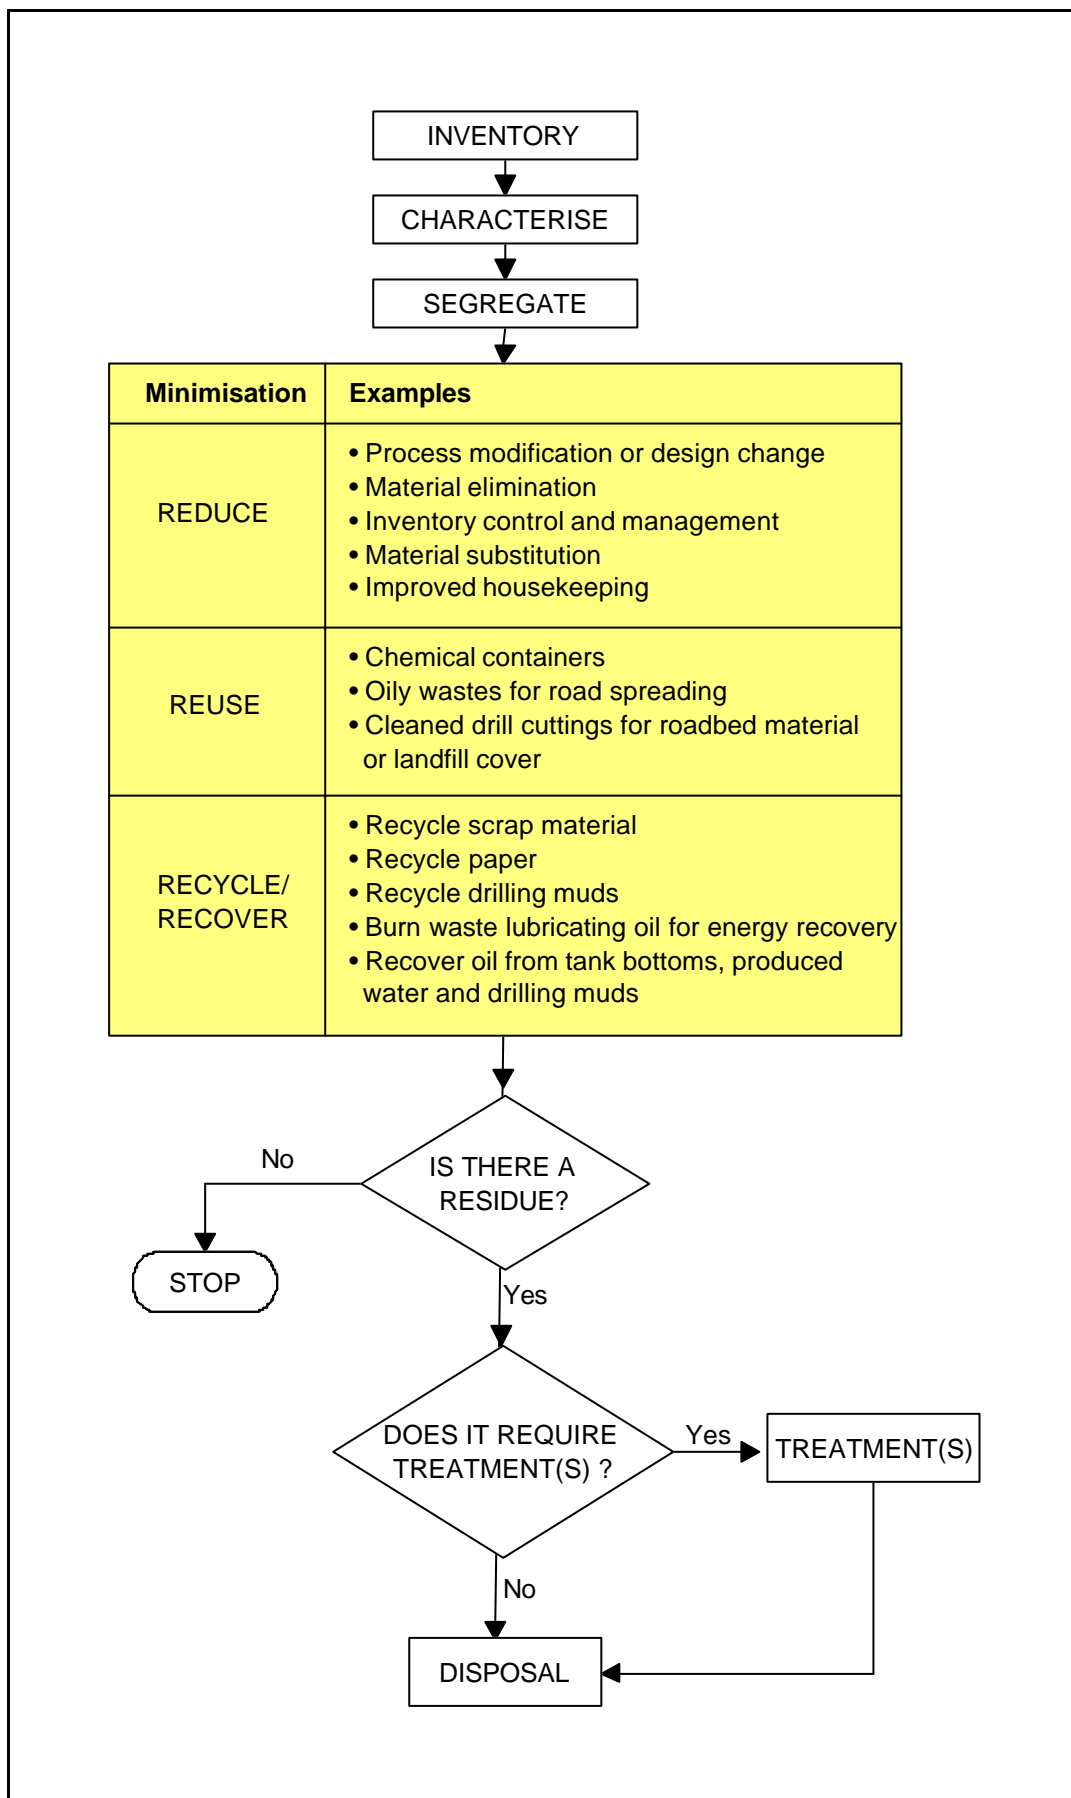 INVENTORY
CHARACTERISE
SEGREGATE
Minimisation
Examples
REDUCE
• Process modification or design change
• Material elimination
• Inventory control and management
• Material substitution
• Improved housekeeping
REUSE
• Chemical containers
• Oily wastes for road spreading
• Cleaned drill cuttings for roadbed material
or landfill cover
RECYCLE/
RECOVER
• Recycle scrap material
• Recycle paper
• Recycle drilling muds
• Burn waste lubricating oil for energy recovery
• Recover oil from tank bottoms, produced
water and drilling muds
IS THERE A
RESIDUE?
No
STOP
Yes
DOES IT REQUIRE
TREATMENT(S) ?
Yes
TREATMENT(S)
No
DISPOSAL